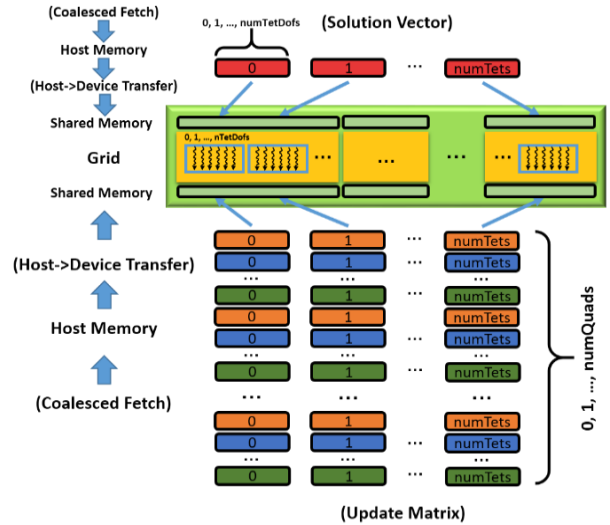 (Coalesced Fetch)
0, 1, …, numTetDofs
(Solution Vector)
Host Memory
0 1 … numTets
(Host->Device Transfer)
Shared Memory
0, 1, …, nTetDofs
Grid
… … … …
Shared Memory
0 1 … numTets
(Host->Device Transfer)
0 1 … numTets
… … …
0 1 … numTets
Host Memory
0 1 … numTets
0 1 … numTets
… … …
0 1 … numTets
(Coalesced Fetch)
… … …
0 1 numTets
0 1 … numTets
… … …
0 1 … numTets
0, 1, …, numQuads
(Update Matrix)